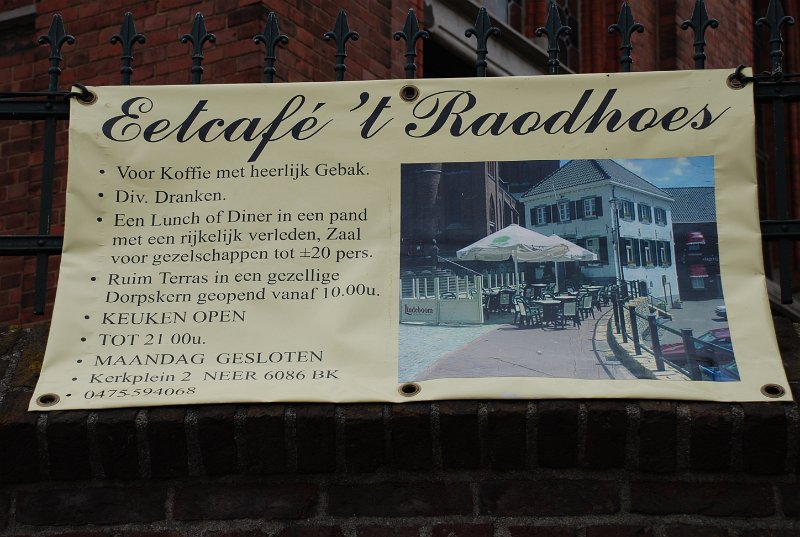 Eetcafé 't Raodhoes
• Voor Koffie met heerlijk Gebak.
• Div. Dranken.
• Een Lunch of Diner in een pand
met een rijkelijk verleden, Zaal
voor gezelschappen tot ±20 pers.
• Ruim Terras in een gezellige
Dorpskern geopend vanaf 10.00u.
• KEUKEN OPEN
• TOT 21 00u.
• MAANDAG GESLOTEN
• Kerkplein 2 NEER 6086 BK
• 0475-594068
Lindeboom